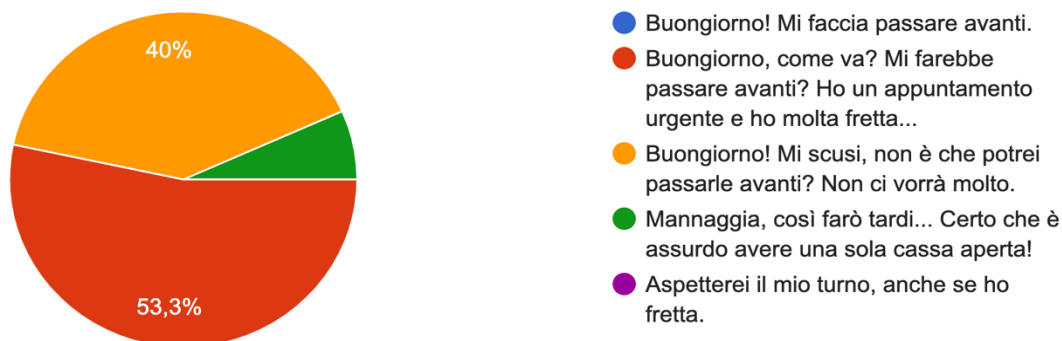 40%
53,3%
Buongiorno! Mi faccia passare avanti.
Buongiorno, come va? Mi farebbe
passare avanti? Ho un appuntamento
urgente e ho molta fretta...
Buongiorno! Mi scusi, non è che potrei
passarle avanti? Non ci vorrà molto.
Mannaggia, così farò tardi... Certo che è
assurdo avere una sola cassa aperta!
Aspetterei il mio turno, anche se ho
fretta.